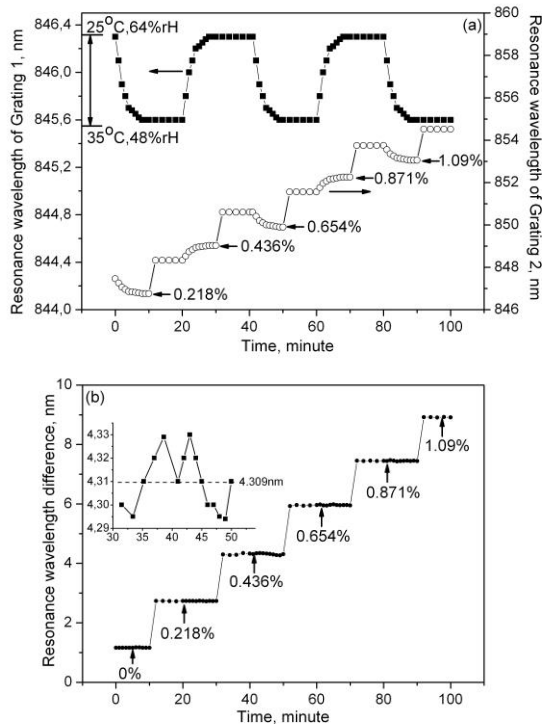 (a)
25°C,64%rH
35°C,48%rH
Resonance wavelength of Grating 1, nm
846,4
846,0
845,6
845,2
844,8
844,4
844,0
860
858
856
854
852
850
848
846
Resonance wavelength of Grating 2, nm
0.218%
0.436%
0.654%
0.871%
1.09%
0 20 40 60 80 100
Time, minute
(b)
Resonance wavelength difference, nm
10
8
6
4
2
0
4,33
4,32
4,31
4,30
4,29
35 40 45 50
4.309nm
0%
0.218%
0.436%
0.654%
0.871%
1.09%
0 20 40 60 80 100
Time, minute